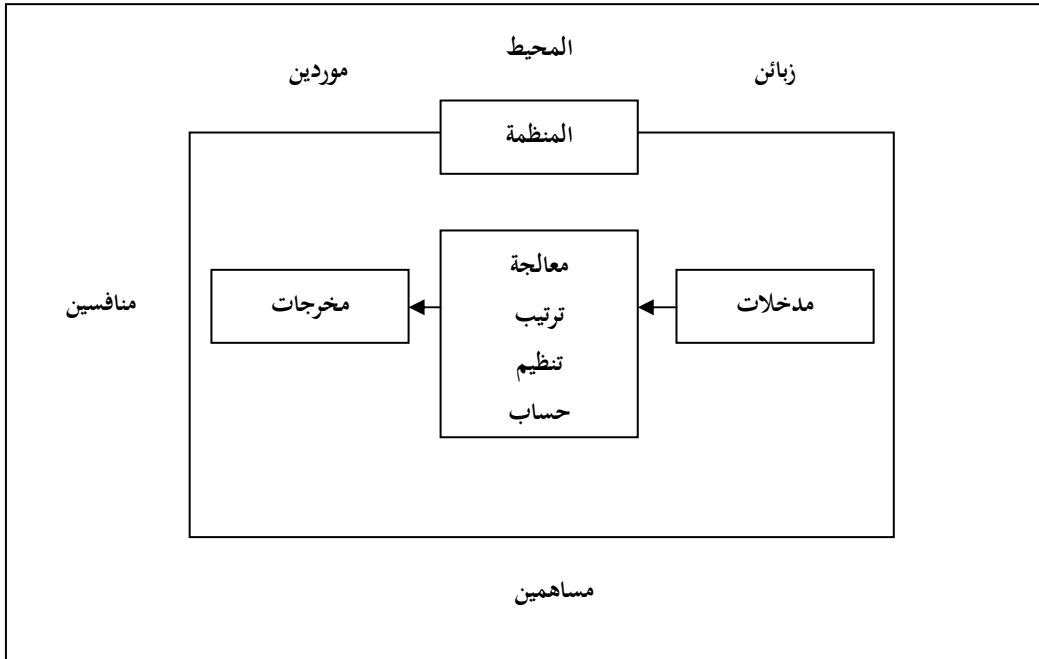 المحيط
زبائن
موردين
المنظمة
مدخلات
معالجة
ترتيب
تنظيم
حساب
مخرجات
منافسين
مساهمين